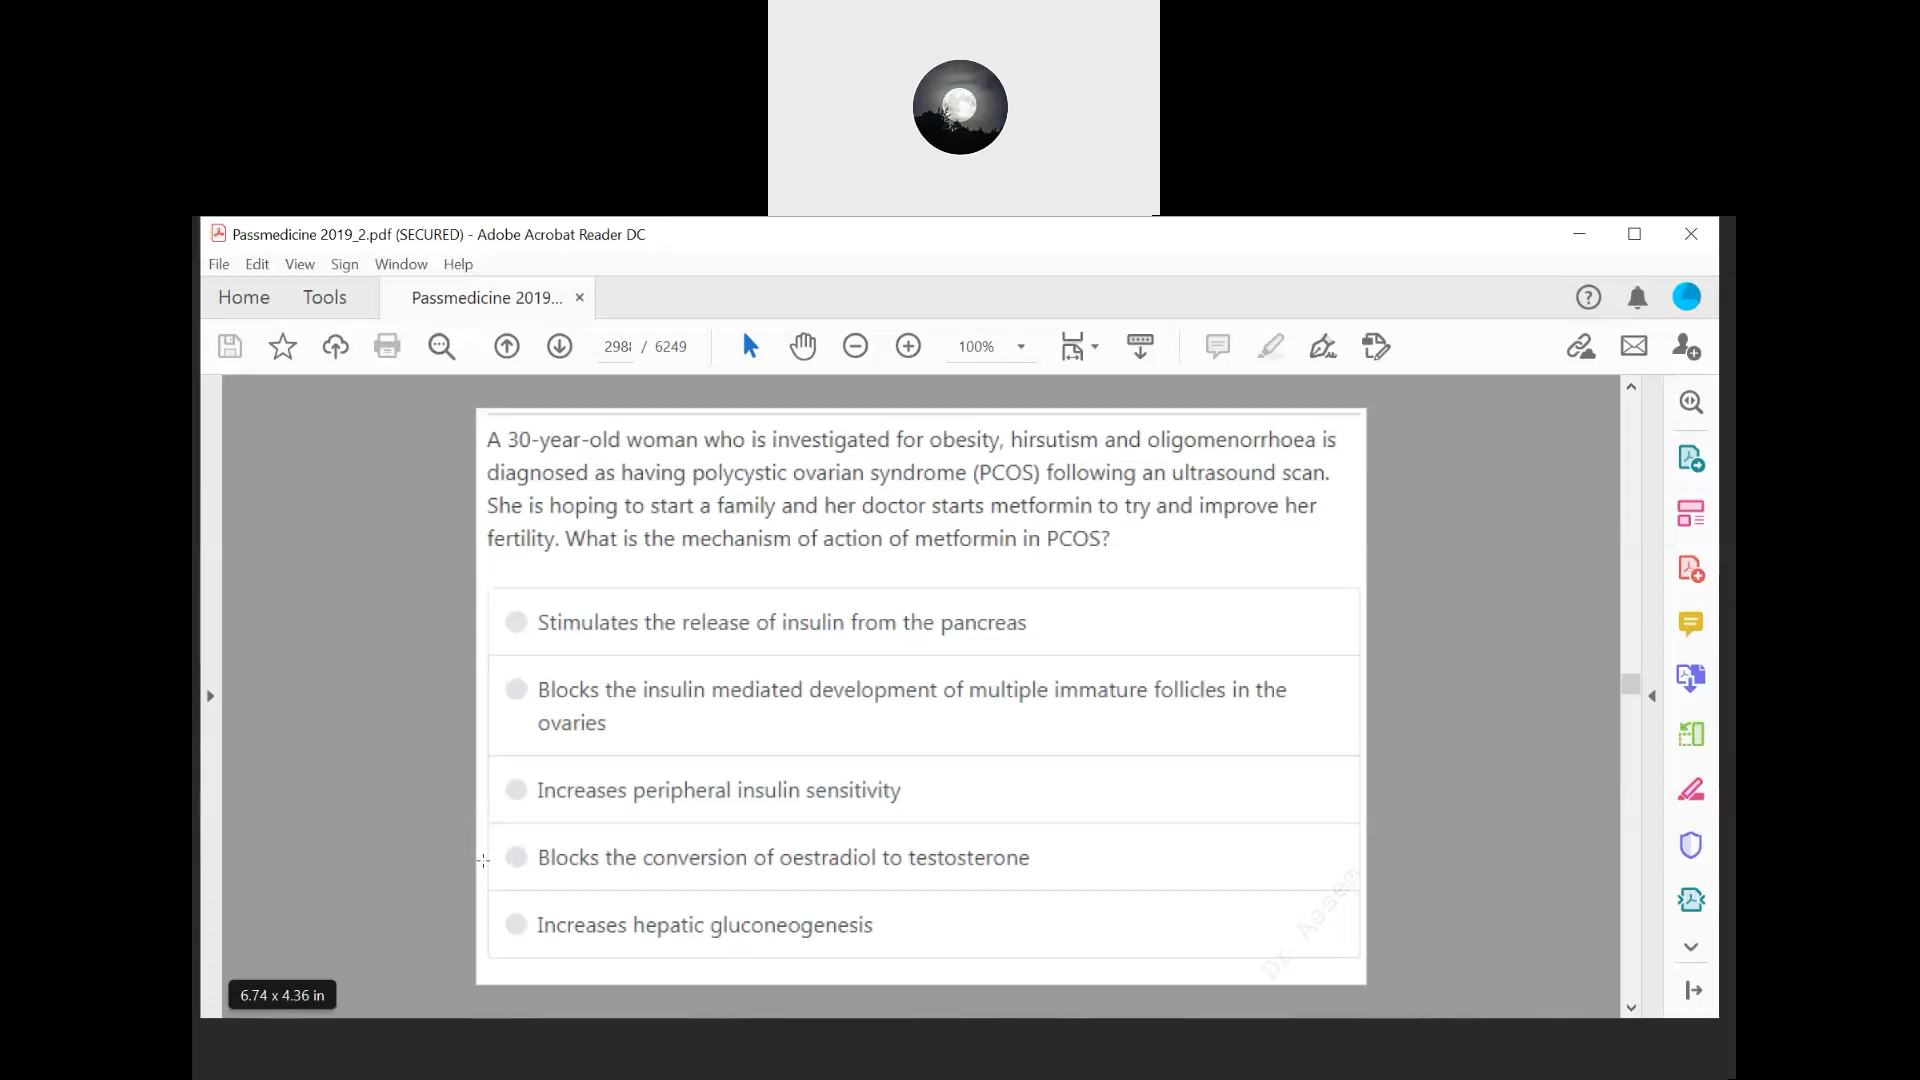 Passmedicine 2019_2.pdf (SECURED) - Adobe Acrobat Reader DC
File Edit View Sign Window Help
Home Tools Passmedicine 2019... ×
298 / 6249 100%
A 30-year-old woman who is investigated for obesity, hirsutism and oligomenorrhoea is
diagnosed as having polycystic ovarian syndrome (PCOS) following an ultrasound scan.
She is hoping to start a family and her doctor starts metformin to try and improve her
fertility. What is the mechanism of action of metformin in PCOS?
Stimulates the release of insulin from the pancreas
Blocks the insulin mediated development of multiple immature follicles in the
ovaries
Increases peripheral insulin sensitivity
Blocks the conversion of oestradiol to testosterone
Increases hepatic gluconeogenesis
Dr Assem
6.74 x 4.36 in